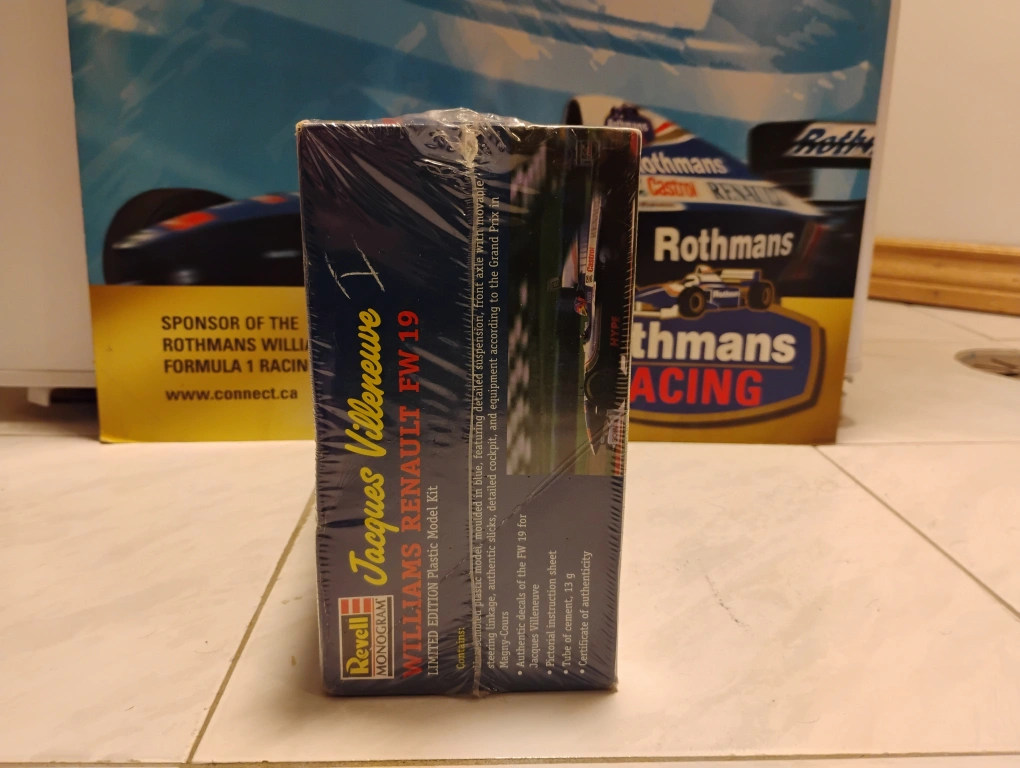 Revell
MONOGRAM
Jacques Villeneuve
WILLIAMS RENAULT FW 19
LIMITED EDITION Plastic Model Kit
Contains:
plastic model, moulded in blue, featuring detailed suspension, front axle with movable
steering linkage, authentic slicks, detailed cockpit, and equipment according to the Grand Prix in
Magny-Cours
• Authentic decals of the FW 19 for
Jacques Villeneuve
• Pictorial instruction sheet
• Tube of cement, 13 g
• Certificate of authenticity
Castrol
HYPE
SPONSOR OF THE
ROTHMANS WILLIA
FORMULA 1 RACIN
www.connect.ca
othmans
Castrol RENAULT
Rothm
Rothmans
Rothmans
thmans
ACING